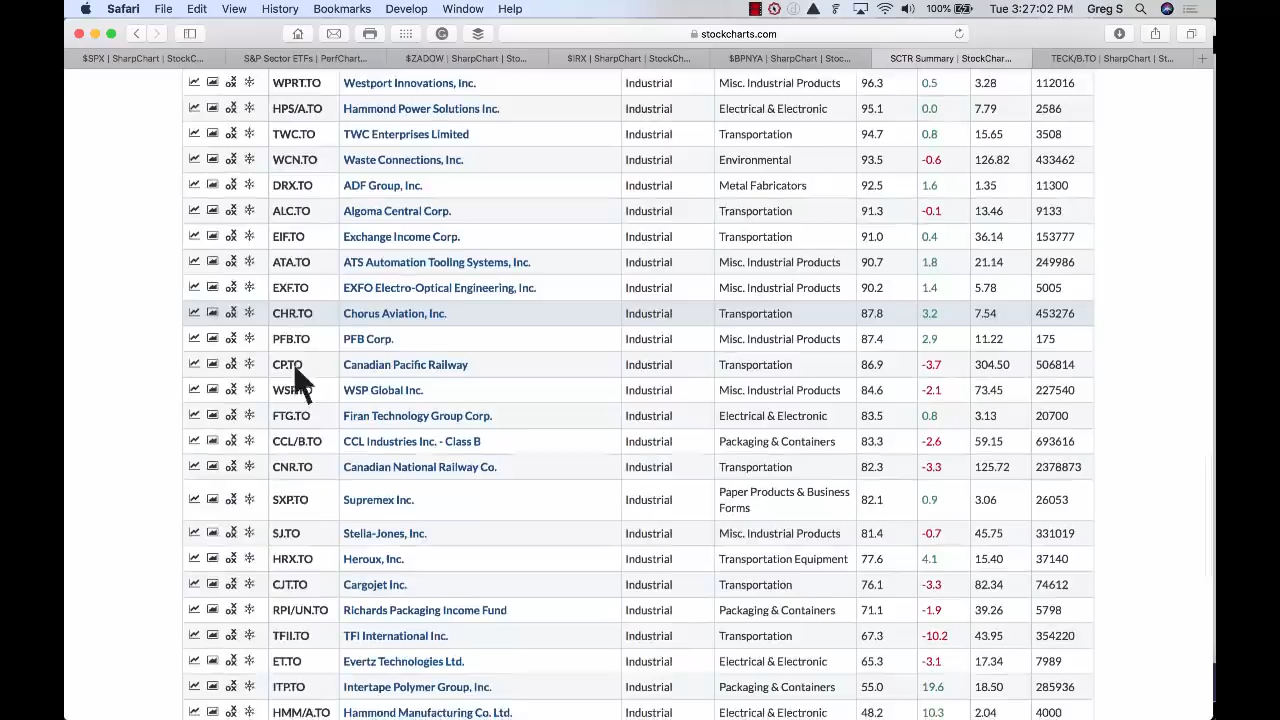 Safari File Edit View History Bookmarks Develop Window Help 100% Tue 3:27:02 PM Greg S
stockcharts.com
$SPX | SharpChart | StockC... S&P Sector ETFs | PerfChart... $ZADOW | SharpChart | Sto... $IRX | SharpChart | StockCh... $BPNYA | SharpChart | Stoc... SCTR Summary | StockChar... TECK/B.TO | SharpChart | St...
WPRT.TO Westport Innovations, Inc. Industrial Misc. Industrial Products 96.3 0.5 3.28 112016
HPS/A.TO Hammond Power Solutions Inc. Industrial Electrical & Electronic 95.1 0.0 7.79 2586
TWC.TO TWC Enterprises Limited Industrial Transportation 94.7 0.8 15.65 3508
WCN.TO Waste Connections, Inc. Industrial Environmental 93.5 -0.6 126.82 433462
DRX.TO ADF Group, Inc. Industrial Metal Fabricators 92.5 1.6 1.35 11300
ALC.TO Algoma Central Corp. Industrial Transportation 91.3 -0.1 13.46 9133
EIF.TO Exchange Income Corp. Industrial Transportation 91.0 0.4 36.14 153777
ATA.TO ATS Automation Tooling Systems, Inc. Industrial Misc. Industrial Products 90.7 1.8 21.14 249986
EXF.TO EXFO Electro-Optical Engineering, Inc. Industrial Misc. Industrial Products 90.2 1.4 5.78 5005
CHR.TO Chorus Aviation, Inc. Industrial Transportation 87.8 3.2 7.54 453276
PFB.TO PFB Corp. Industrial Misc. Industrial Products 87.4 2.9 11.22 175
CP.TO Canadian Pacific Railway Industrial Transportation 86.9 -3.7 304.50 506814
WSP Global Inc. Industrial Misc. Industrial Products 84.6 -2.1 73.45 227540
FTG.TO Firan Technology Group Corp. Industrial Electrical & Electronic 83.5 0.8 3.13 20700
CCL/B.TO CCL Industries Inc. - Class B Industrial Packaging & Containers 83.3 -2.6 59.15 693616
CNR.TO Canadian National Railway Co. Industrial Transportation 82.3 -3.3 125.72 2378873
SXP.TO Supremex Inc. Industrial Paper Products & Business Forms 82.1 0.9 3.06 26053
SJ.TO Stella-Jones, Inc. Industrial Misc. Industrial Products 81.4 -0.7 45.75 331019
HRX.TO Heroux, Inc. Industrial Transportation Equipment 77.6 4.1 15.40 37140
CJT.TO Cargojet Inc. Industrial Transportation 76.1 -3.3 82.34 74612
RPI/UN.TO Richards Packaging Income Fund Industrial Packaging & Containers 71.1 -1.9 39.26 5798
TFII.TO TFI International Inc. Industrial Transportation 67.3 -10.2 43.95 354220
ET.TO Evertz Technologies Ltd. Industrial Electrical & Electronic 65.3 -3.1 17.34 7989
ITP.TO Intertape Polymer Group, Inc. Industrial Packaging & Containers 55.0 19.6 18.50 285936
HMM/A.TO Hammond Manufacturing Co. Ltd. Industrial Electrical & Electronic 48.2 10.3 2.04 4000